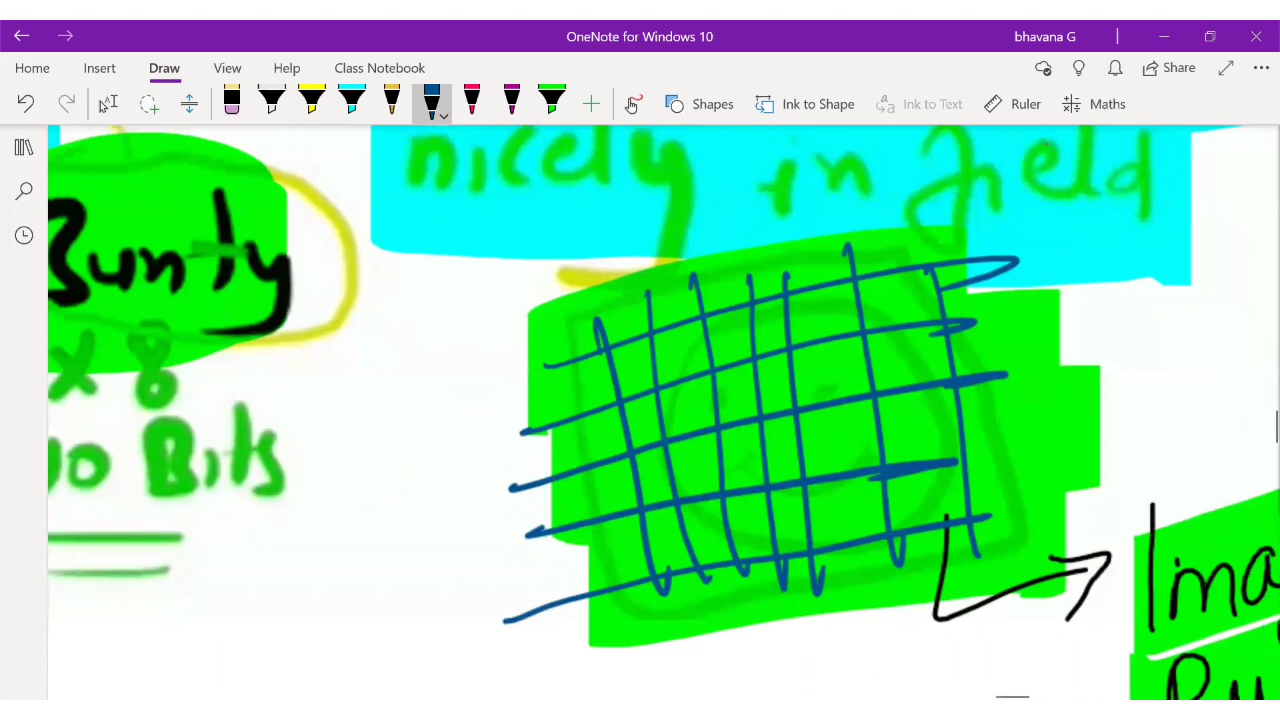 OneNote for Windows 10
bhavana G
Home Insert Draw View Help Class Notebook
Share
Shapes Ink to Shape Ink to Text Ruler Maths
nicely in field
Bunty
x 8
Bits
Ima